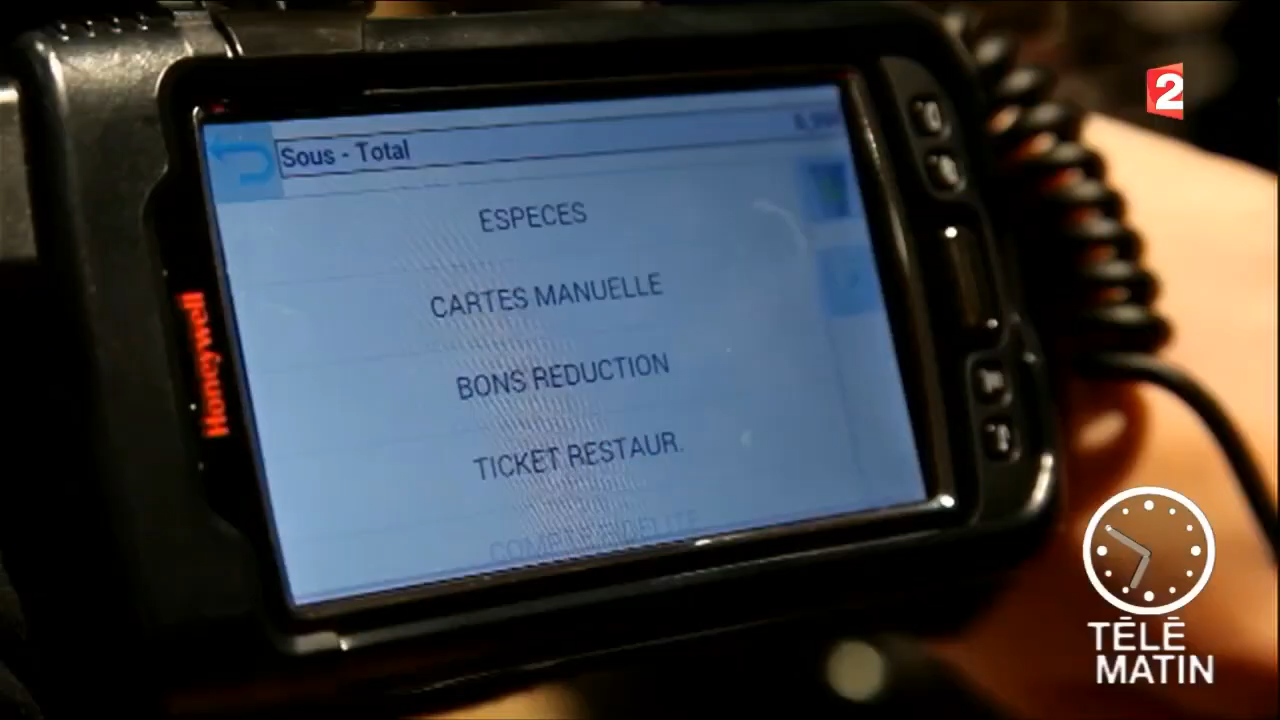 2
Sous - Total
ESPECES
CARTES MANUELLE
BONS REDUCTION
TICKET RESTAUR.
Honeywell
TÉLÉ
MATIN